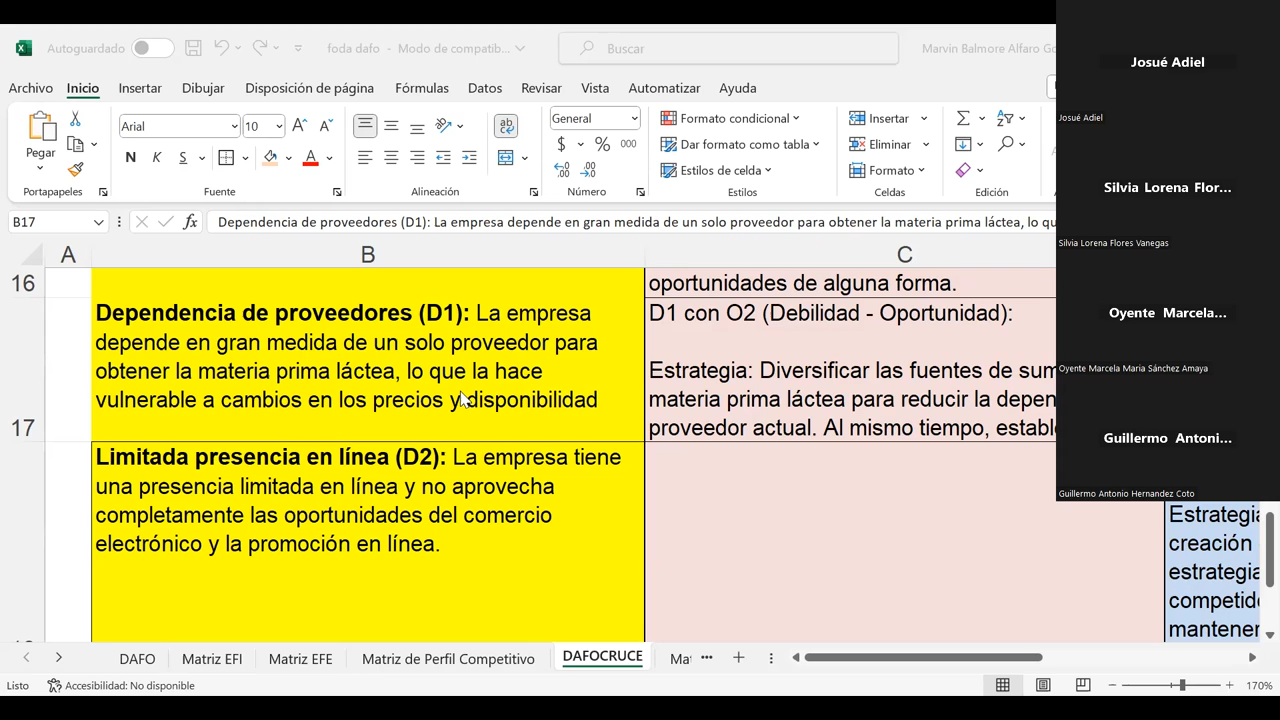 Autoguardado
foda dafo - Modo de compatib...
Buscar
Marvin Balmore Alfaro Go
Archivo Inicio Insertar Dibujar Disposición de página Fórmulas Datos Revisar Vista Automatizar Ayuda
Pegar
Portapapeles
Arial 10
N K S
Fuente
Alineación
General
$ % 000
Número
Formato condicional
Dar formato como tabla
Estilos de celda
Estilos
Insertar
Eliminar
Formato
Celdas
Edición
B17
fx
Dependencia de proveedores (D1): La empresa depende en gran medida de un solo proveedor para obtener la materia prima láctea, lo qu
A B C
16
oportunidades de alguna forma.
17
Dependencia de proveedores (D1): La empresa
depende en gran medida de un solo proveedor para
obtener la materia prima láctea, lo que la hace
vulnerable a cambios en los precios y disponibilidad
D1 con O2 (Debilidad - Oportunidad):
Estrategia: Diversificar las fuentes de sum
materia prima láctea para reducir la depen
proveedor actual. Al mismo tiempo, estable
Limitada presencia en línea (D2): La empresa tiene
una presencia limitada en línea y no aprovecha
completamente las oportunidades del comercio
electrónico y la promoción en línea.
Estrategia
creación
estrategia
competido
mantener
DAFO Matriz EFI Matriz EFE Matriz de Perfil Competitivo DAFOCRUCE Mat ...
Listo
Accesibilidad: No disponible
170%
Josué Adiel
Josué Adiel
Silvia Lorena Flor...
Silvia Lorena Flores Vanegas
Oyente Marcela...
Oyente Marcela Maria Sánchez Amaya
Guillermo Antoni...
Guillermo Antonio Hernandez Coto